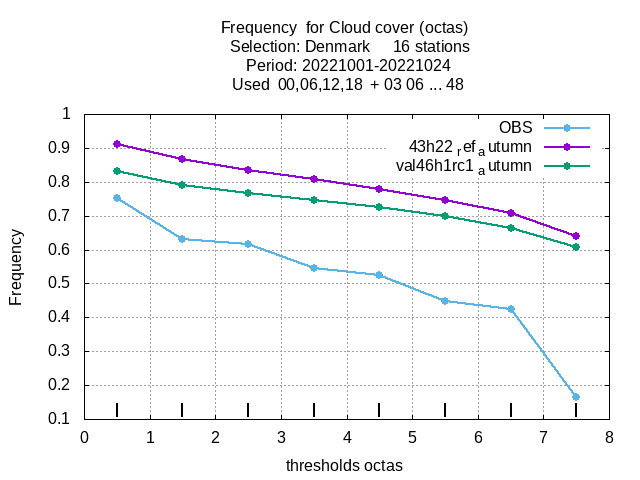 Frequency for Cloud cover (octas)
Selection: Denmark 16 stations
Period: 20221001-20221024
Used 00,06,12,18 + 03 06 ... 48
1
0.9
0.8
0.7
0.6
0.5
0.4
0.3
0.2
0.1
Frequency
OBS
43h22 ref autumn
val46h1rc1 autumn
0 1 2 3 4 5 6 7 8
thresholds octas